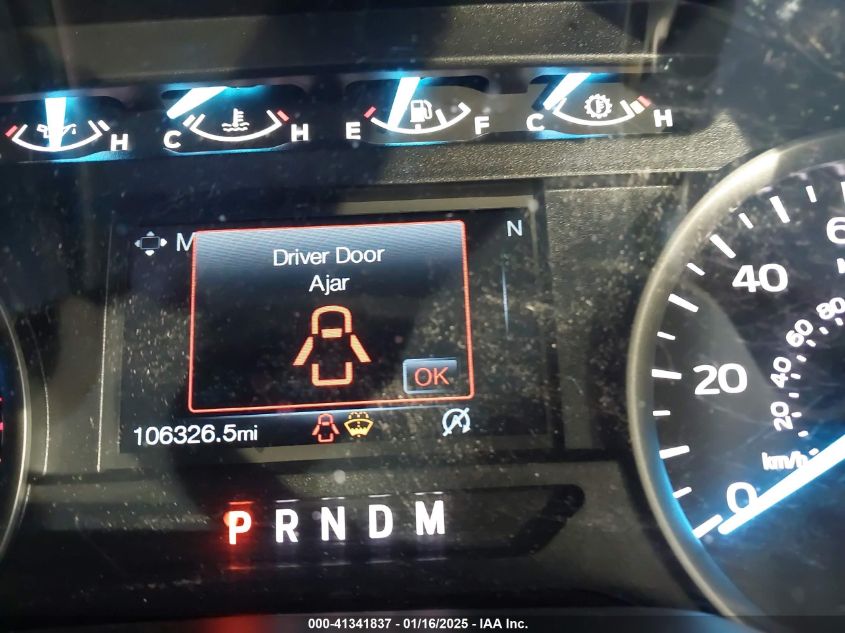 H C H E F C H
M N
Driver Door
Ajar
OK
106326.5mi
P R N D M
6
40
20
0
80
60
40
20
km/h
000-41341837 - 01/16/2025 - IAA Inc.